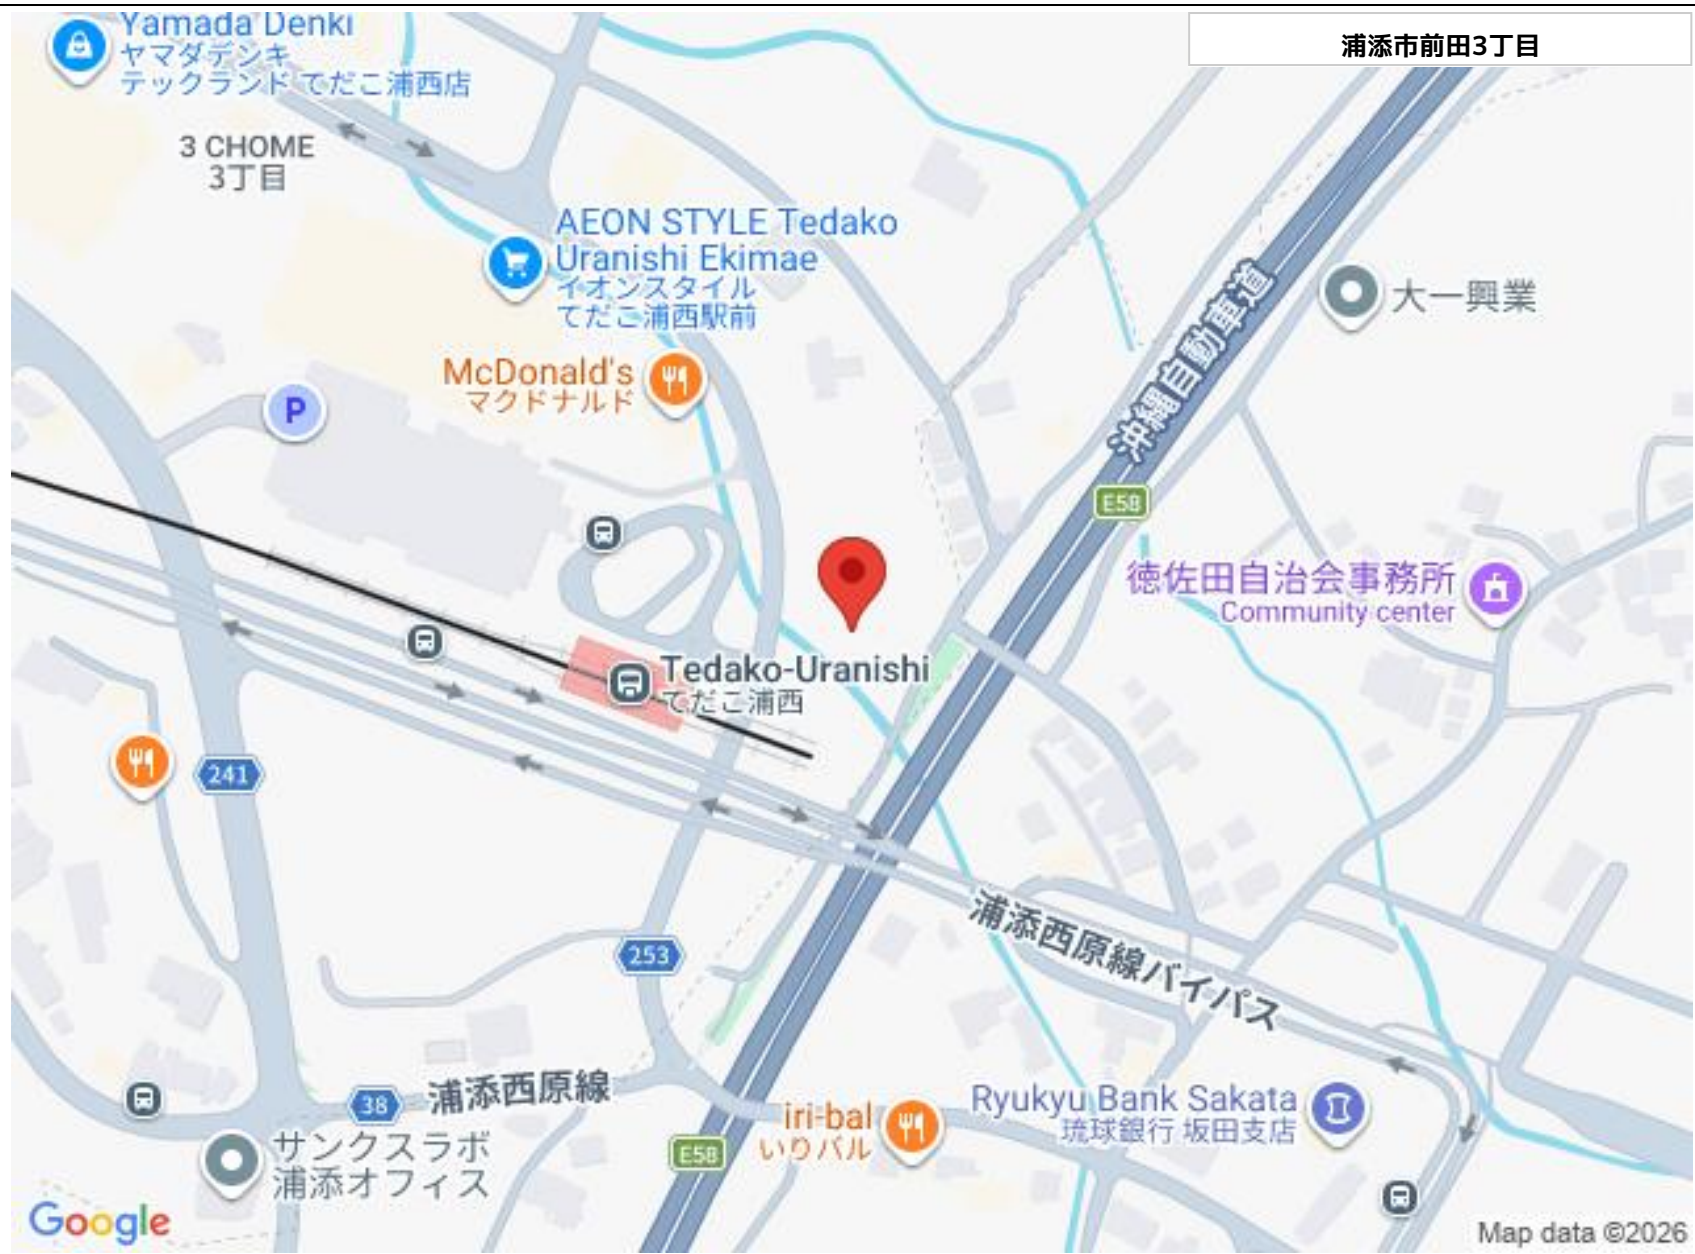 浦添市前田3丁目
Yamada Denki
ヤマダデンキ
テックランド てだこ浦西店
3 CHOME
3丁目
AEON STYLE Tedako
Uranishi Ekimae
イオンスタイル
てだこ浦西駅前
大一興業
沖縄自動車道
McDonald's
マクドナルド
P
E58
徳佐田自治会事務所
Community center
Tedako-Uranishi
てだこ浦西
241
253
浦添西原線バイパス
38
浦添西原線
iri-bal
いりバル
Ryukyu Bank Sakata
琉球銀行 坂田支店
サンクスラボ
浦添オフィス
E58
Google
Map data ©2026